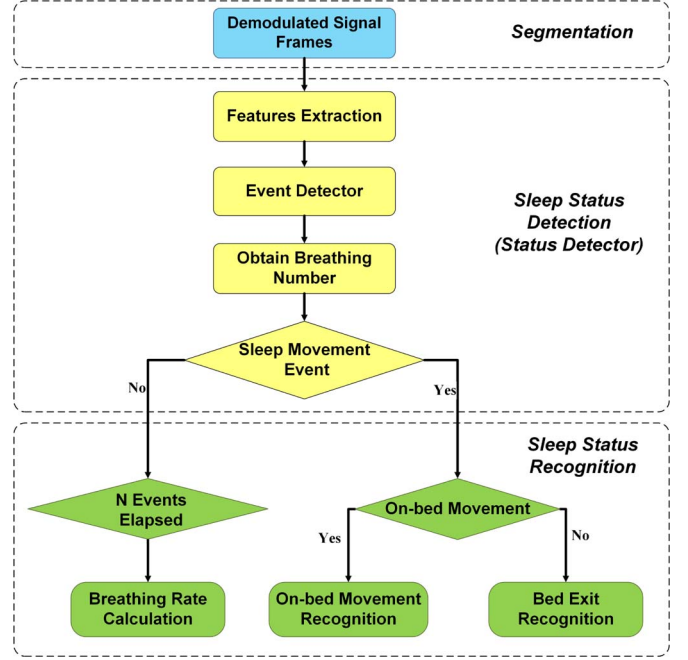 Demodulated Signal
Frames
Segmentation
Features Extraction
Event Detector
Sleep Status
Detection
(Status Detector)
Obtain Breathing
Number
Sleep Movement
Event
No
Yes
Sleep Status
Recognition
N Events
Elapsed
On-bed Movement
Yes
No
Breathing Rate
Calculation
On-bed Movement
Recognition
Bed Exit
Recognition